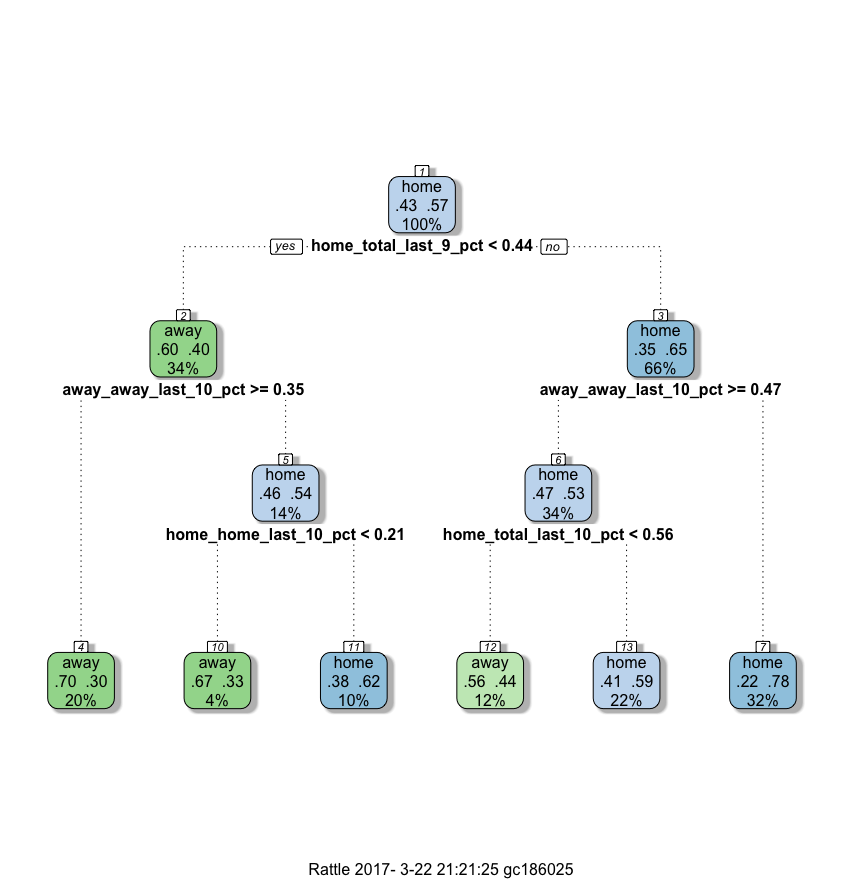 1
home
.43 .57
100%
yes home_total_last_9_pct < 0.44 no
2
away
.60 .40
34%
3
home
.35 .65
66%
away_away_last_10_pct >= 0.35
away_away_last_10_pct >= 0.47
5
home
.46 .54
14%
6
home
.47 .53
34%
home_home_last_10_pct < 0.21
home_total_last_10_pct < 0.56
4
away
.70 .30
20%
10
away
.67 .33
4%
11
home
.38 .62
10%
12
away
.56 .44
12%
13
home
.41 .59
22%
7
home
.22 .78
32%
Rattle 2017- 3-22 21:21:25 gc186025